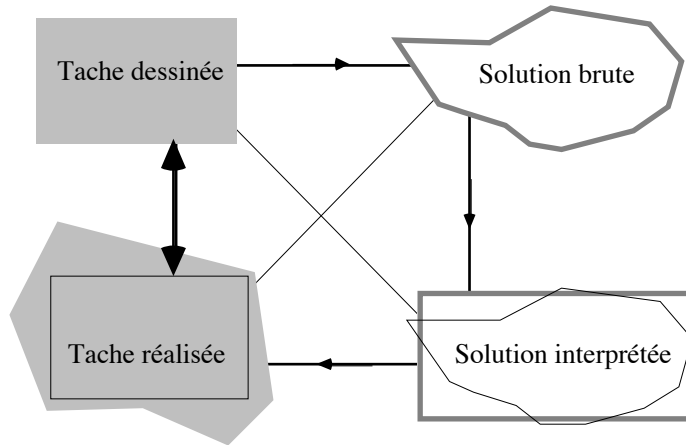 Tache dessinée
Solution brute
Tache réalisée
Solution interprétée